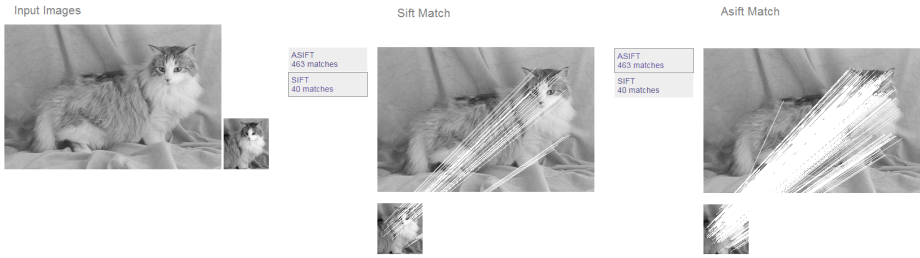 Input Images
Sift Match
Asift Match
ASIFT
463 matches
SIFT
40 matches
ASIFT
463 matches
SIFT
40 matches